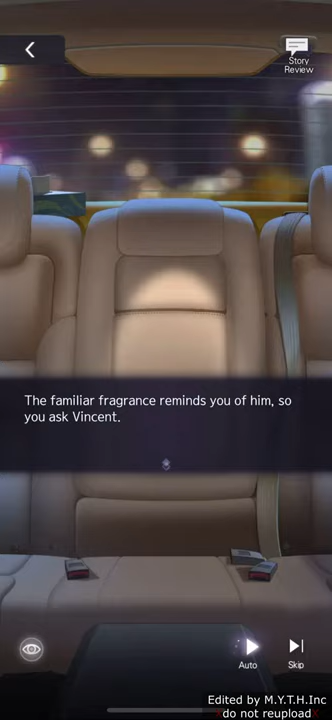 Story
Review
The familiar fragrance reminds you of him, so
you ask Vincent.
Auto
Skip
Edited by M.Y.T.H.Inc
do not reupload